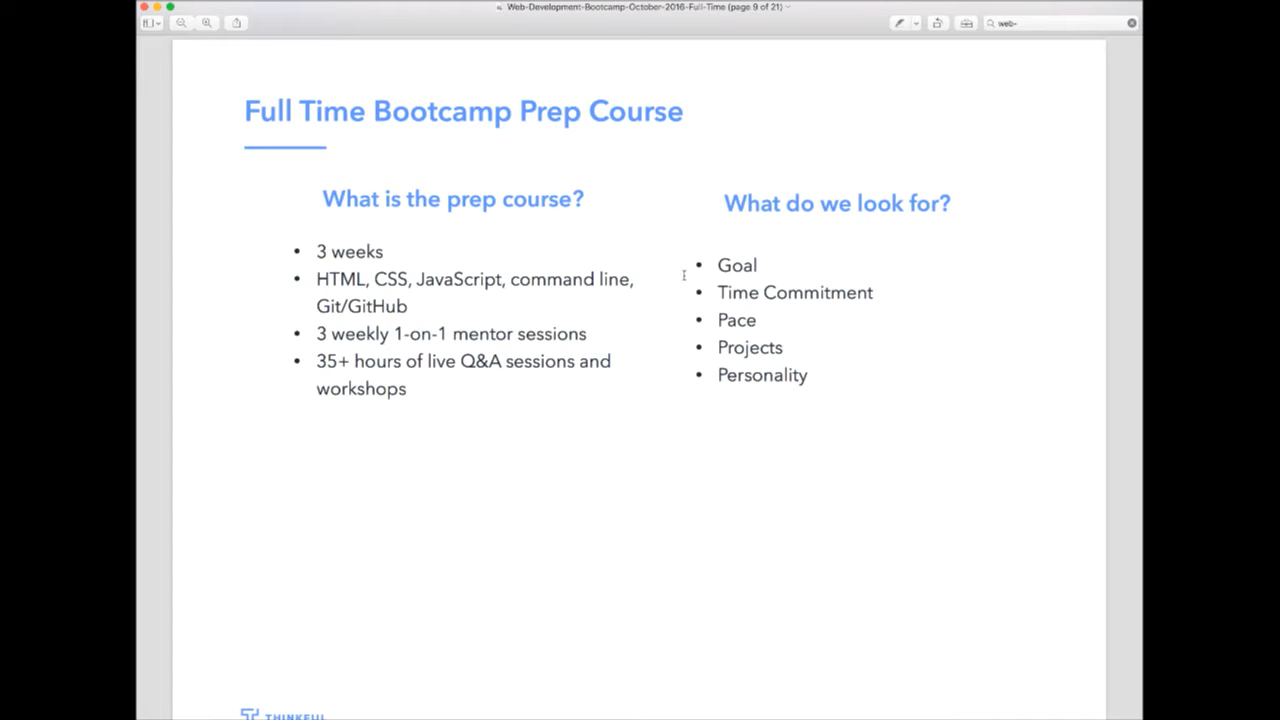 Web-Development-Bootcamp-October-2016-Full-Time (page 9 of 21)
web-
Full Time Bootcamp Prep Course
What is the prep course?
• 3 weeks
• HTML, CSS, JavaScript, command line,
Git/GitHub
• 3 weekly 1-on-1 mentor sessions
• 35+ hours of live Q&A sessions and
workshops
What do we look for?
• Goal
• Time Commitment
• Pace
• Projects
• Personality
THINKFUL